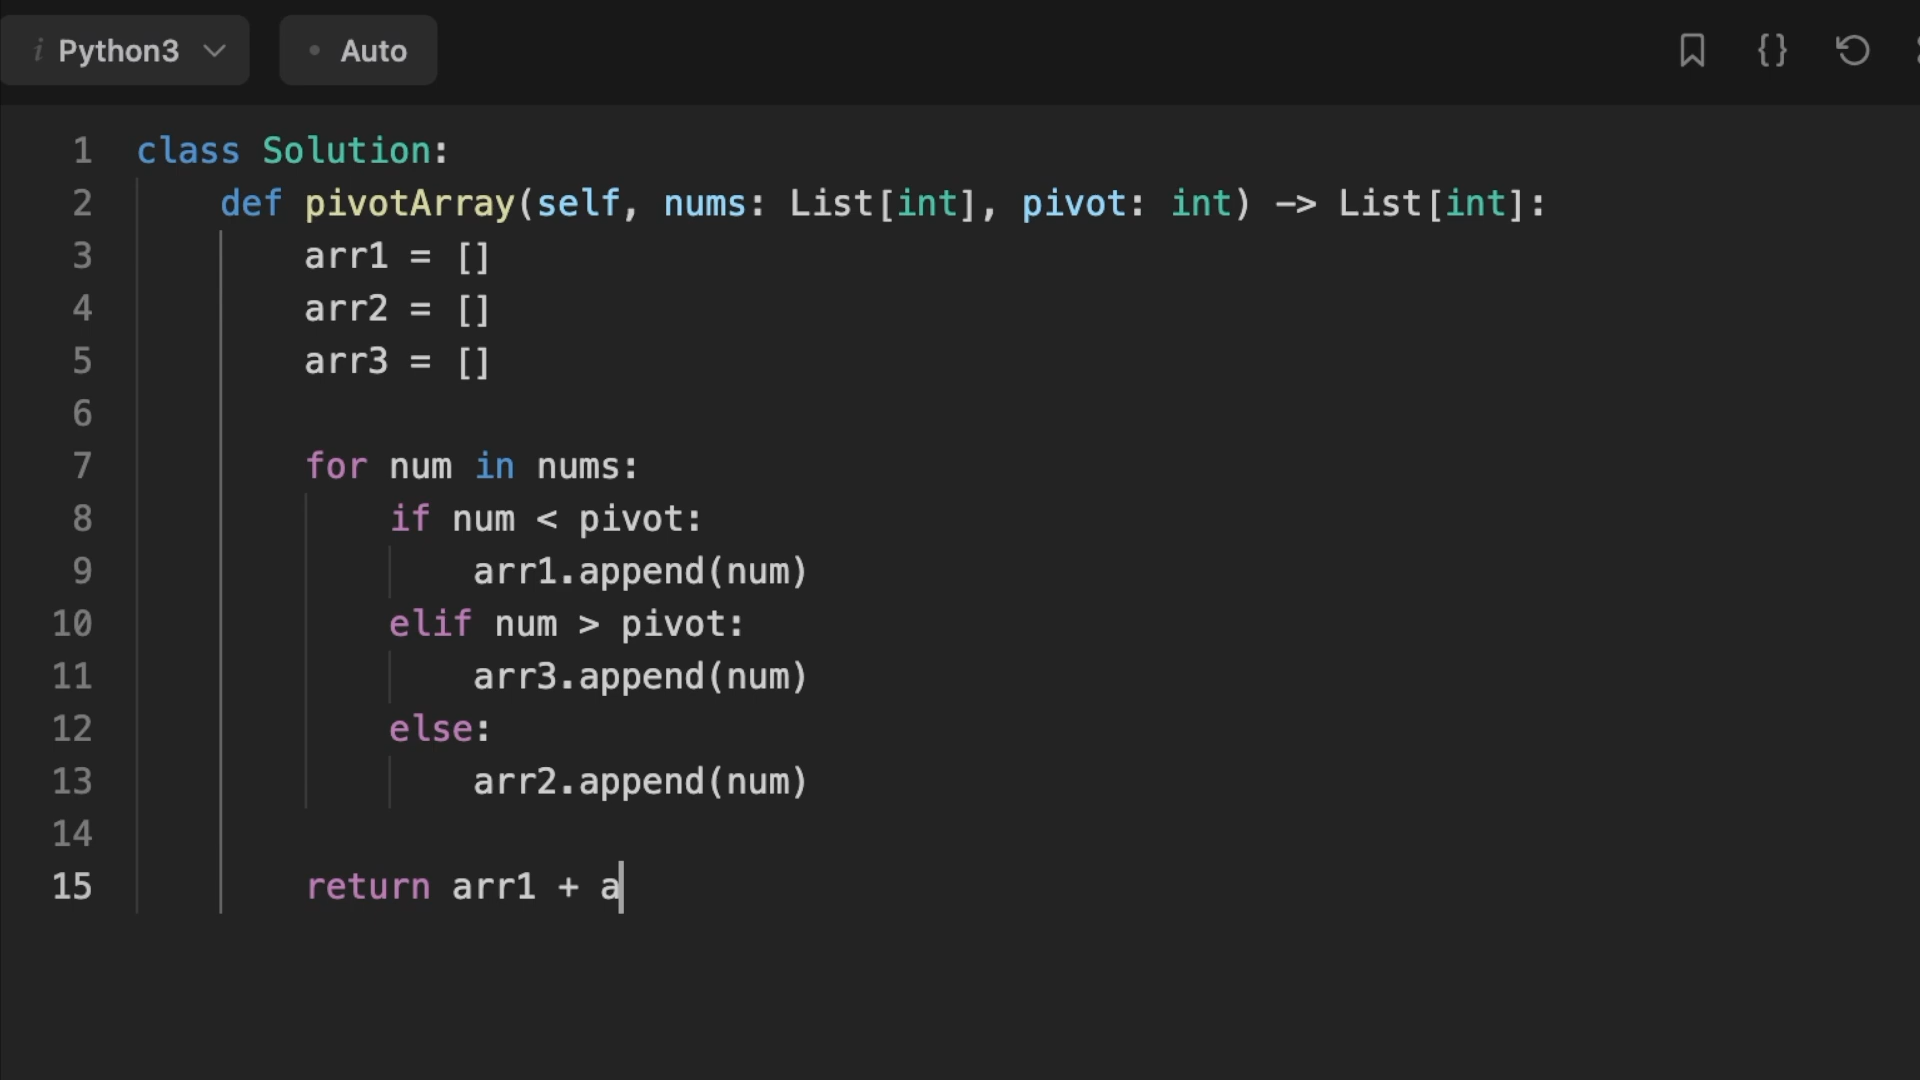 i Python3 Auto {}
1 class Solution:
2 def pivotArray(self, nums: List[int], pivot: int) -> List[int]:
3 arr1 = []
4 arr2 = []
5 arr3 = []
6
7 for num in nums:
8 if num < pivot:
9 arr1.append(num)
10 elif num > pivot:
11 arr3.append(num)
12 else:
13 arr2.append(num)
14
15 return arr1 + a